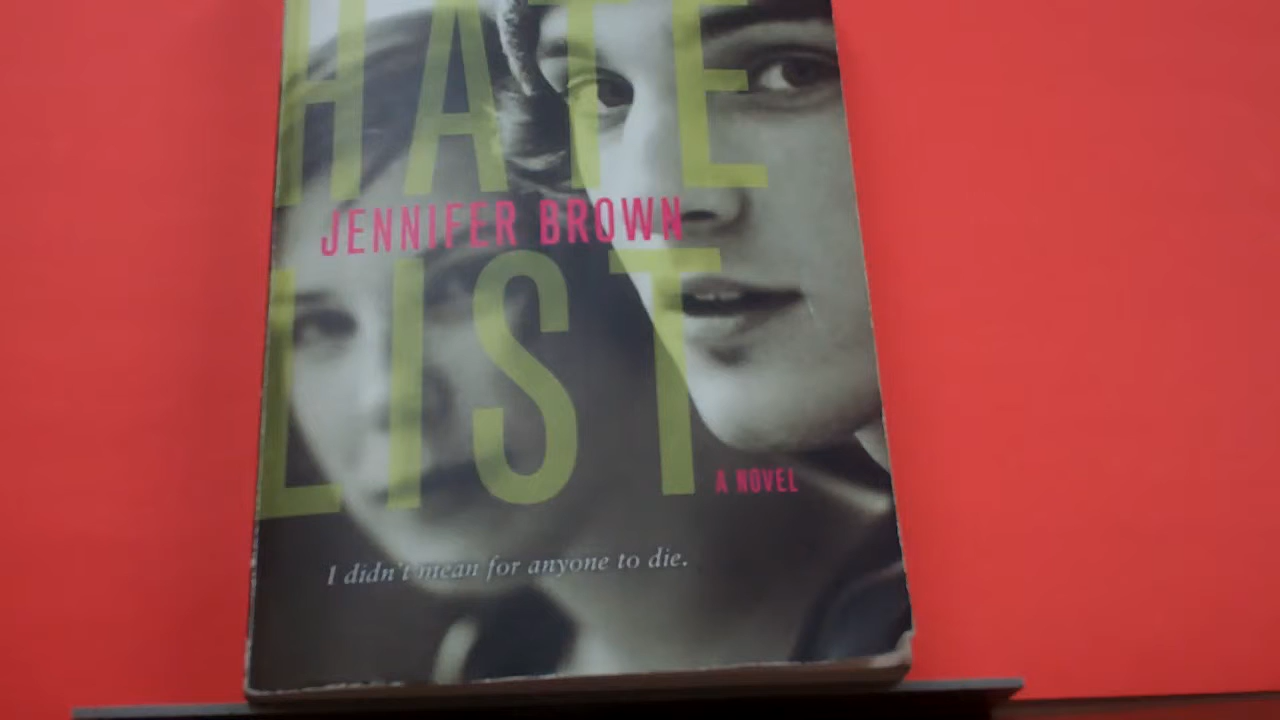 HATE
JENNIFER BROWN
LIST
A NOVEL
I didn't mean for anyone to die.